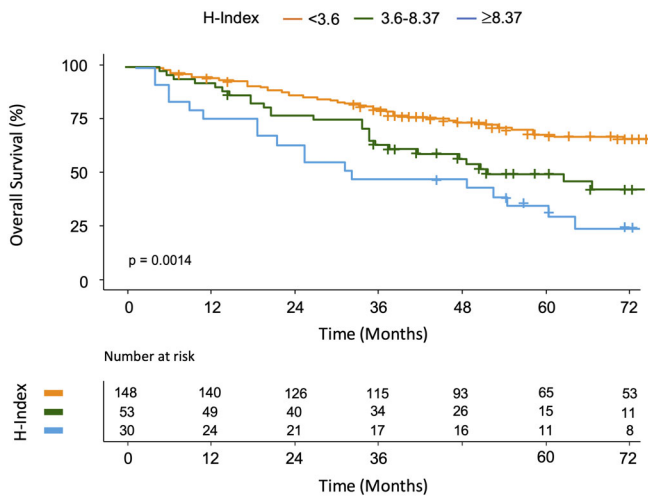 H-Index <3.6 3.6-8.37 ≥8.37
100
75
50
25
0
Overall Survival (%)
p = 0.0014
0 12 24 36 48 60 72
Time (Months)
Number at risk
H-Index
148 140 126 115 93 65 53
53 49 40 34 26 15 11
30 24 21 17 16 11 8
0 12 24 36 60 72
Time (Months)